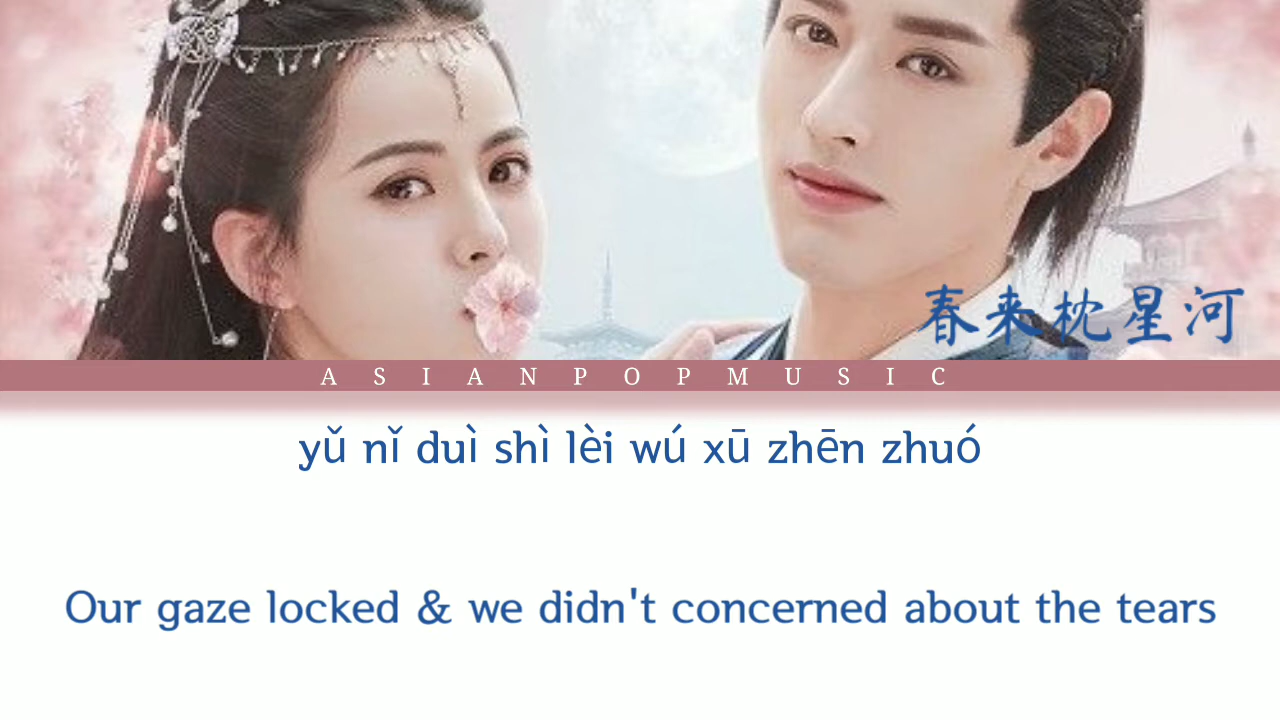 春来枕星河
ASIANPOPMUSIC
yǔ nǐ duì shì lèi wú xū zhēn zhuó
Our gaze locked & we didn't concerned about the tears